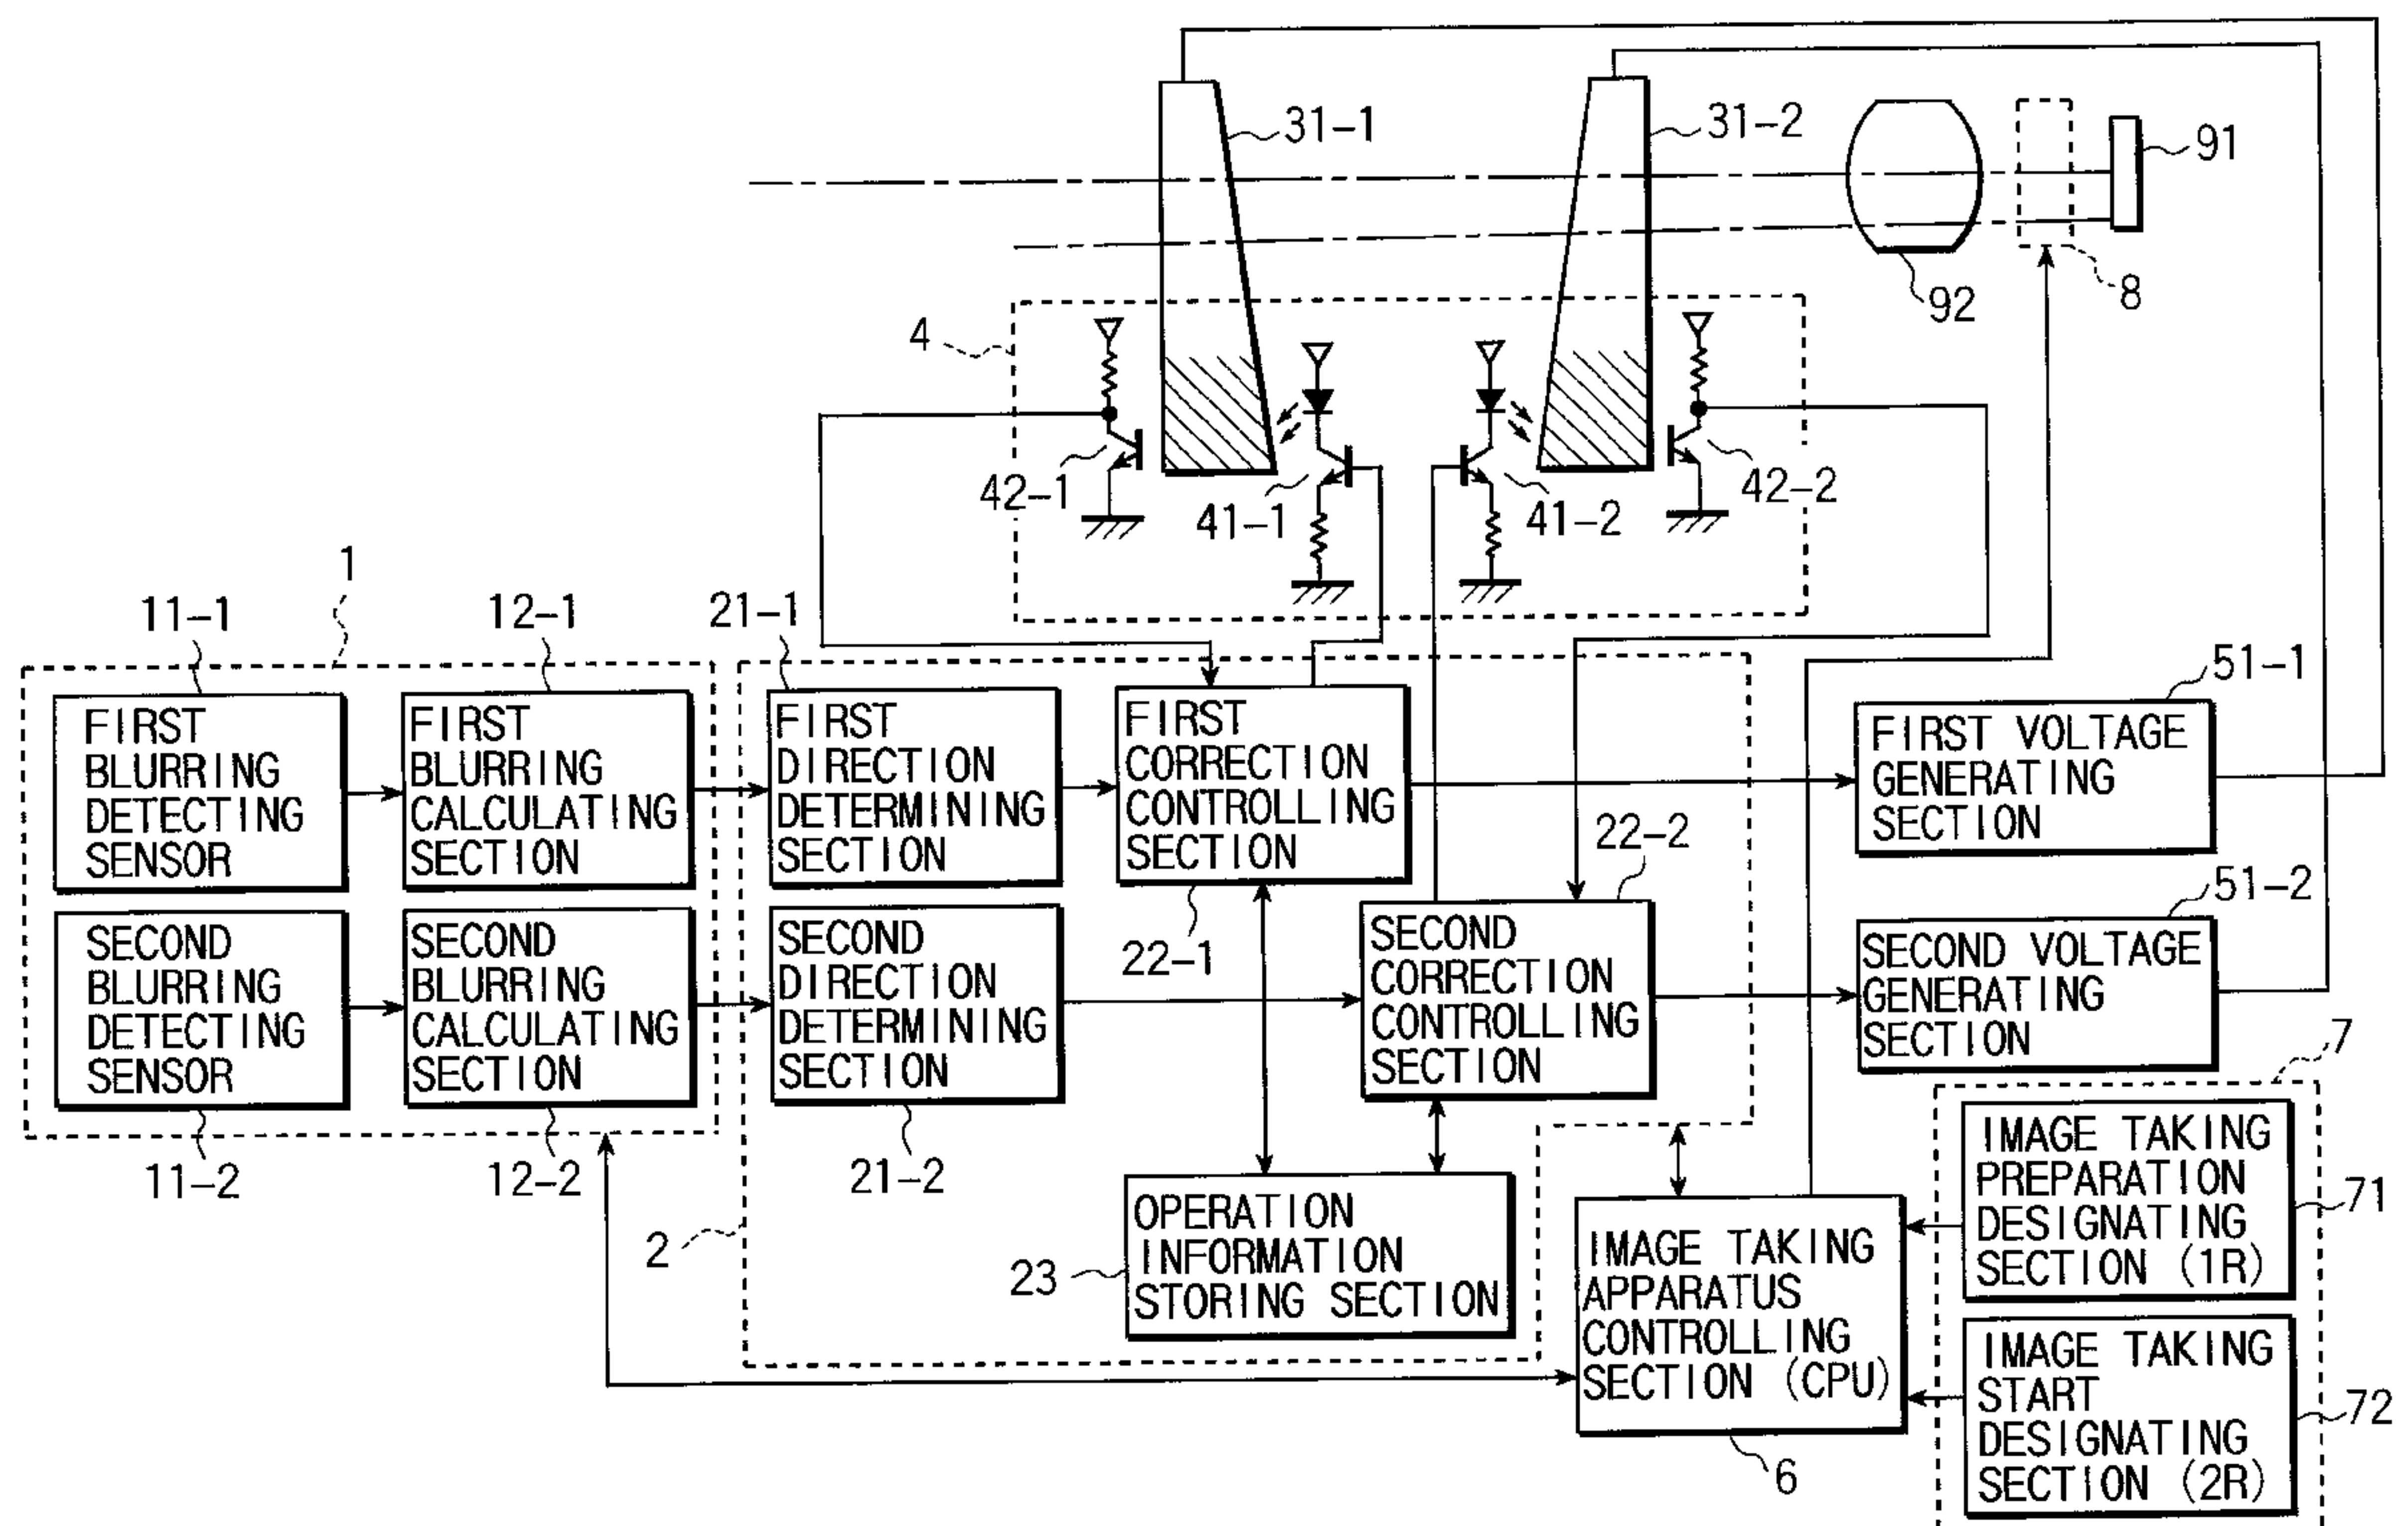 31-1
31-2
91
92
8
4
42-1
41-1
41-2
42-2
1
11-1
12-1
21-1
51-1
FIRST
BLURRING
DETECTING
SENSOR
FIRST
BLURRING
CALCULATING
SECTION
FIRST
DIRECTION
DETERMINING
SECTION
FIRST
CORRECTION
CONTROLLING
SECTION
22-1
FIRST VOLTAGE
GENERATING
SECTION
22-2
51-2
SECOND
BLURRING
DETECTING
SENSOR
SECOND
BLURRING
CALCULATING
SECTION
SECOND
DIRECTION
DETERMINING
SECTION
SECOND
CORRECTION
CONTROLLING
SECTION
SECOND VOLTAGE
GENERATING
SECTION
11-2
12-2
21-2
2
23
OPERATION
INFORMATION
STORING SECTION
IMAGE TAKING
APPARATUS
CONTROLLING
SECTION (CPU)
6
7
IMAGE TAKING
PREPARATION
DESIGNATING
SECTION (1R)
71
IMAGE TAKING
START
DESIGNATING
SECTION (2R)
72